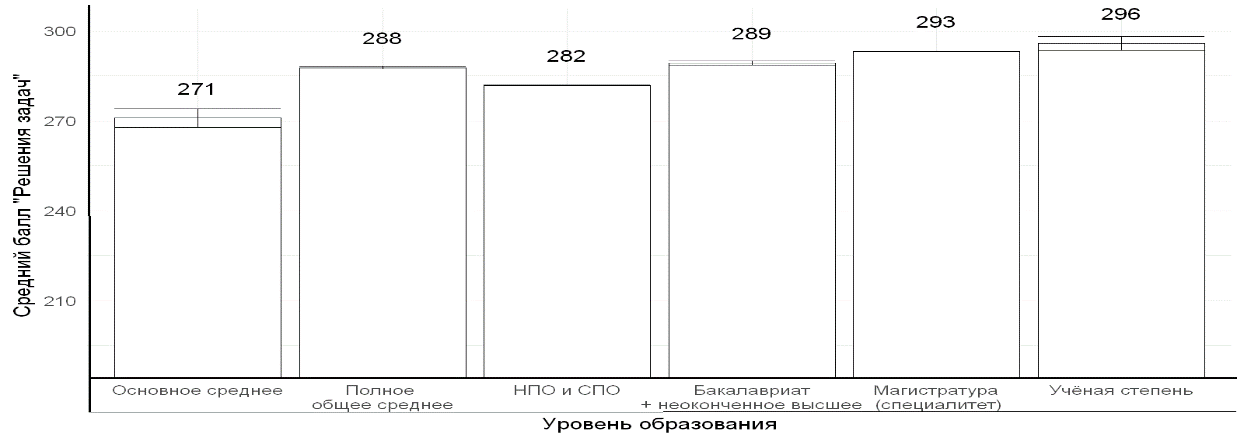 Средний балл "Решения задач"
300
270
240
210
271
288
282
289
293
296
Основное среднее
Полное
общее среднее
НПО и СПО
Бакалавриат
+ неоконченное высшее
Магистратура
(специалитет)
Учёная степень
Уровень образования